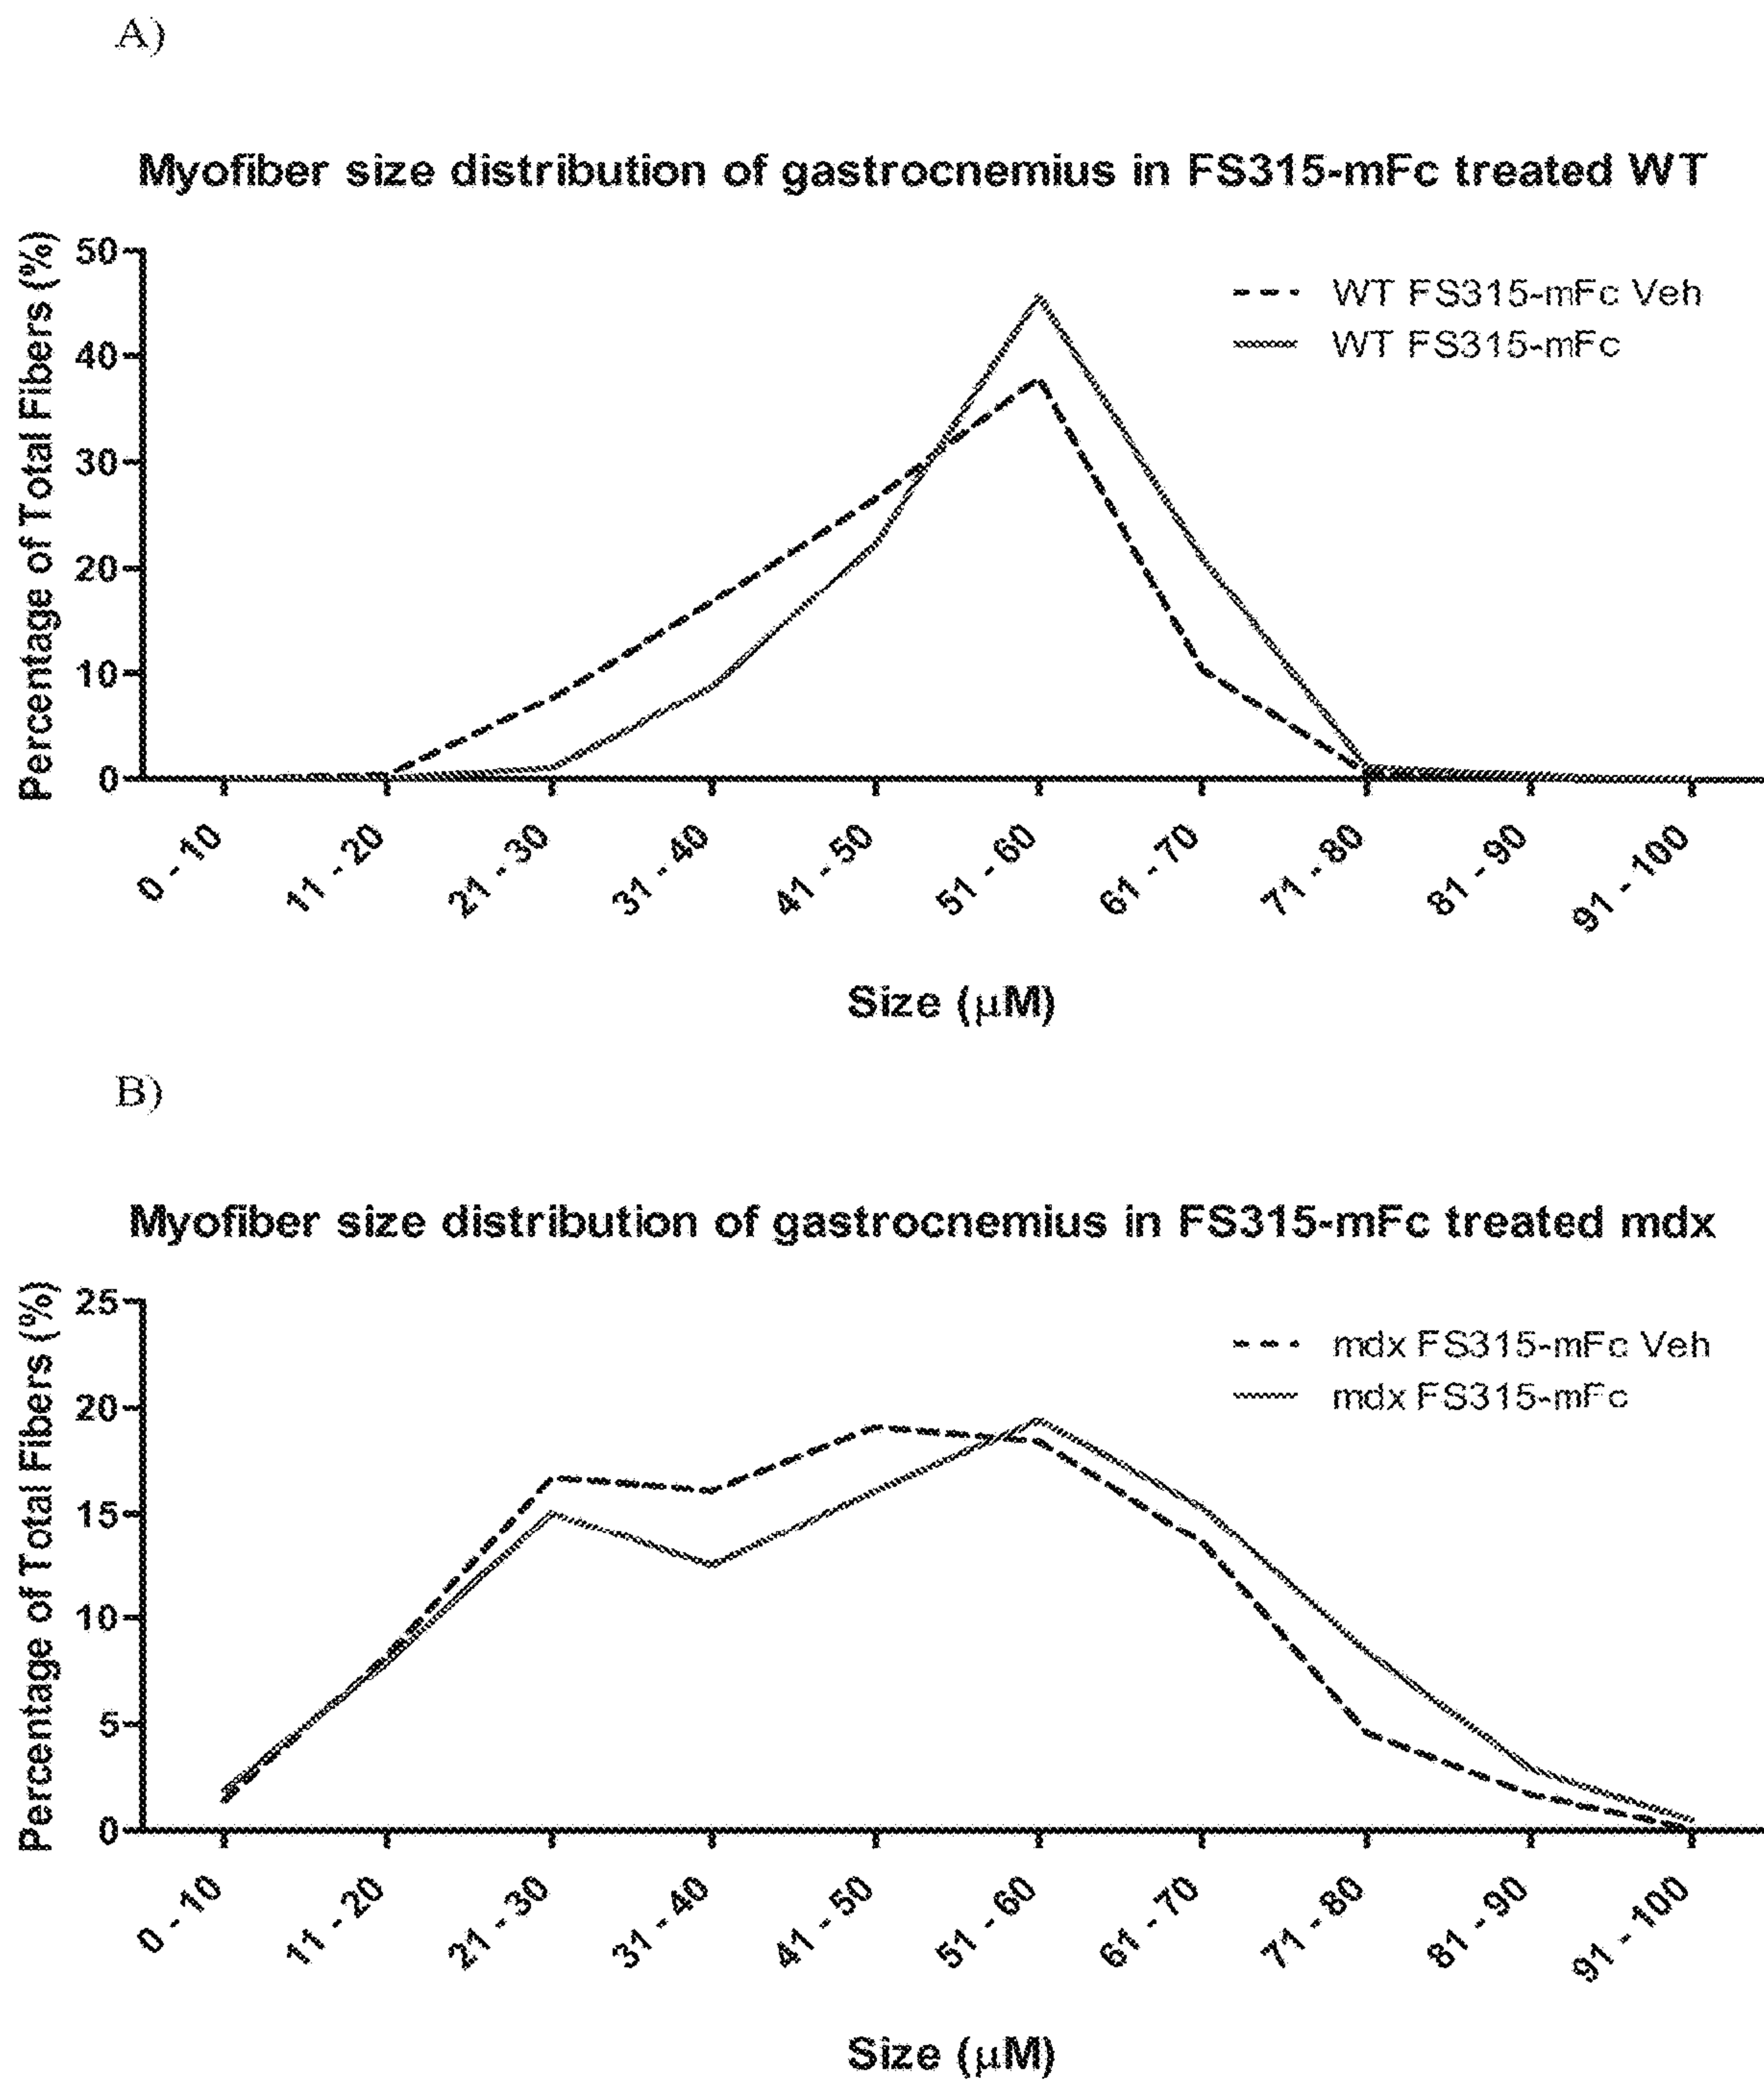 A)
Myofiber size distribution of gastrocnemius in FS315-mFc treated WT
Percentage of Total Fibers (%)
50
40
30
20
10
0
WT FS315-mFc Veh
WT FS315-mFc
0 - 10
11 - 20
21 - 30
31 - 40
41 - 50
51 - 60
61 - 70
71 - 80
81 - 90
91 - 100
Size (μM)
B)
Myofiber size distribution of gastrocnemius in FS315-mFc treated mdx
Percentage of Total Fibers (%)
25
20
15
10
5
0
mdx FS315-mFc Veh
mdx FS315-mFc
0 - 10
11 - 20
21 - 30
31 - 40
41 - 50
51 - 60
61 - 70
71 - 80
81 - 90
91 - 100
Size (μM)